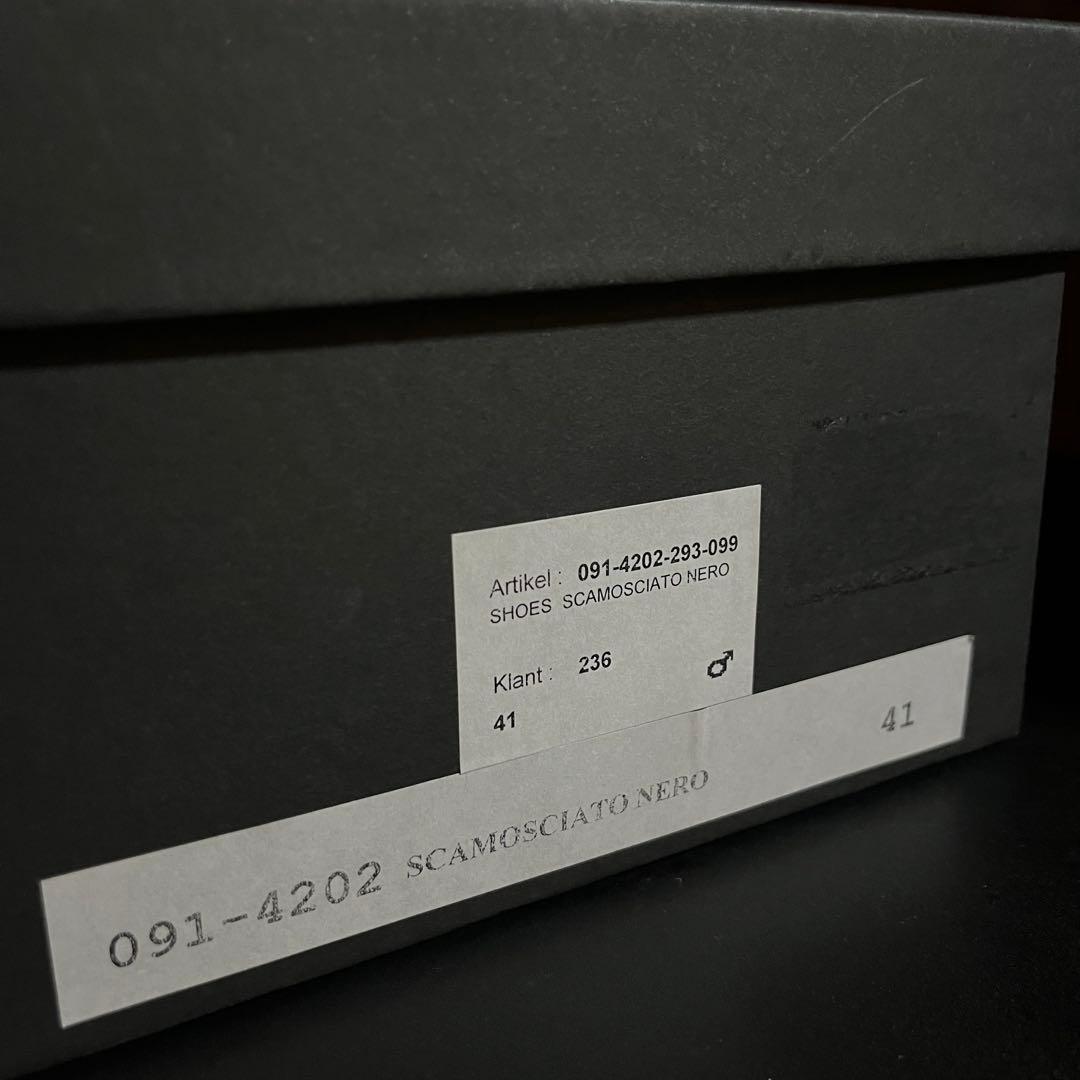 Artikel : 091-4202-293-099
SHOES SCAMOSCIATO NERO
Klant : 236
♂
41
091-4202 SCAMOSCIATO NERO 41